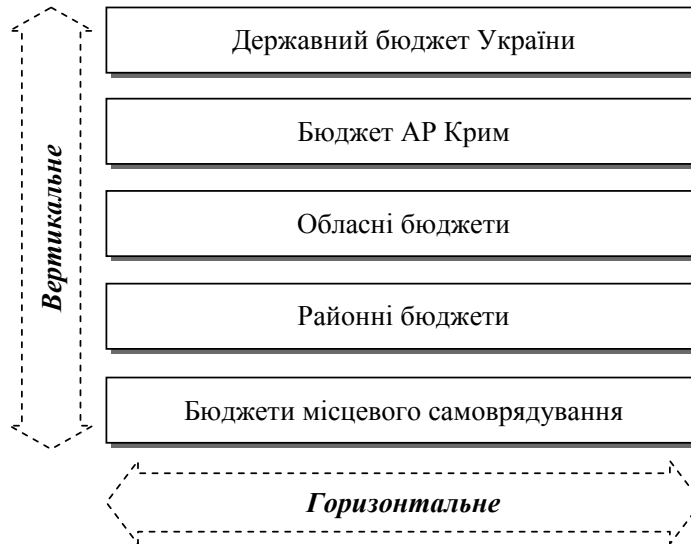 Державний бюджет України
Бюджет АР Крим
Обласні бюджети
Районні бюджети
Бюджети місцевого самоврядування
Вертикальне
Горизонтальне